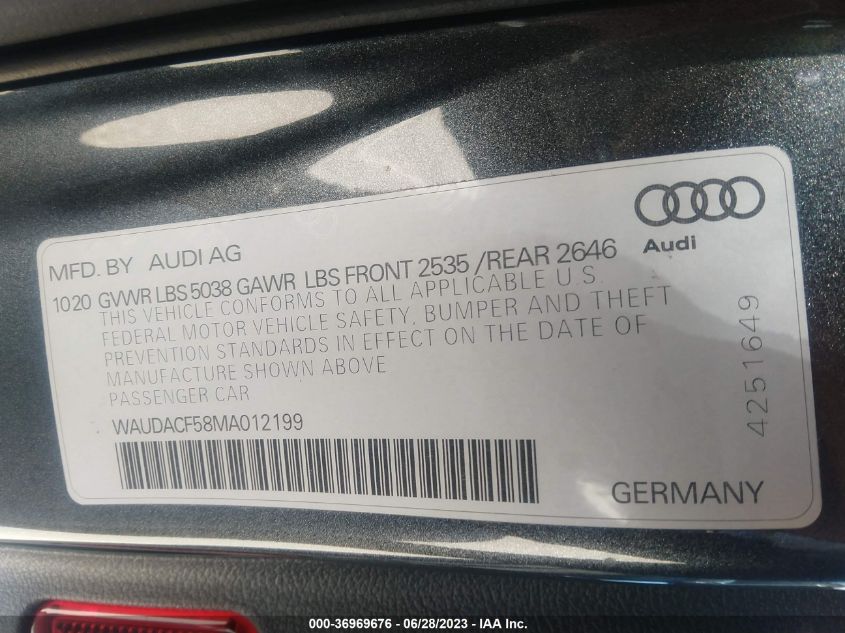 MFD. BY AUDI AG
Audi
1020 GVWR LBS 5038 GAWR LBS FRONT 2535 /REAR 2646
THIS VEHICLE CONFORMS TO ALL APPLICABLE U.S.
FEDERAL MOTOR VEHICLE SAFETY, BUMPER AND THEFT
PREVENTION STANDARDS IN EFFECT ON THE DATE OF
MANUFACTURE SHOWN ABOVE
PASSENGER CAR
WAUDACF58MA012199
4251649
GERMANY
000-36969676 / 06/28/2023 - IAA Inc.